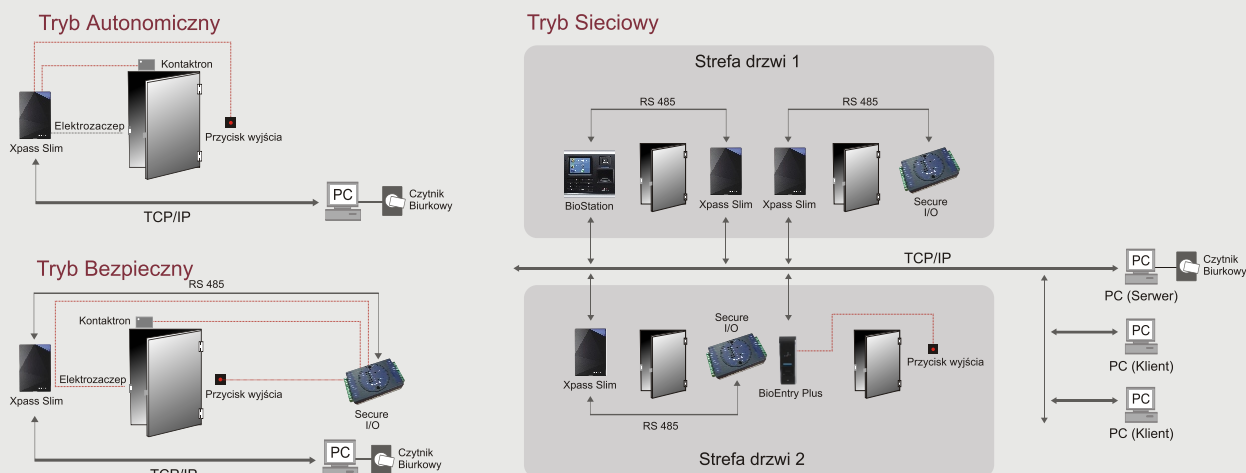 Tryb Autonomiczny
Kontaktron
Elektrozaczep
Xpass Slim
Przycisk wyjścia
PC
Czytnik
Biurkowy
TCP/IP
Tryb Bezpieczny
RS 485
Kontaktron
Elektrozaczep
Xpass Slim
Przycisk wyjścia
Secure
I/O
PC
Czytnik
Biurkowy
TCP/IP
Tryb Sieciowy
Strefa drzwi 1
RS 485
RS 485
BioStation
Xpass Slim
Xpass Slim
Secure
I/O
TCP/IP
PC
Czytnik
Biurkowy
PC (Serwer)
PC
PC (Klient)
PC
PC (Klient)
Secure
I/O
Xpass Slim
BioEntry Plus
Przycisk wyjścia
RS 485
Strefa drzwi 2